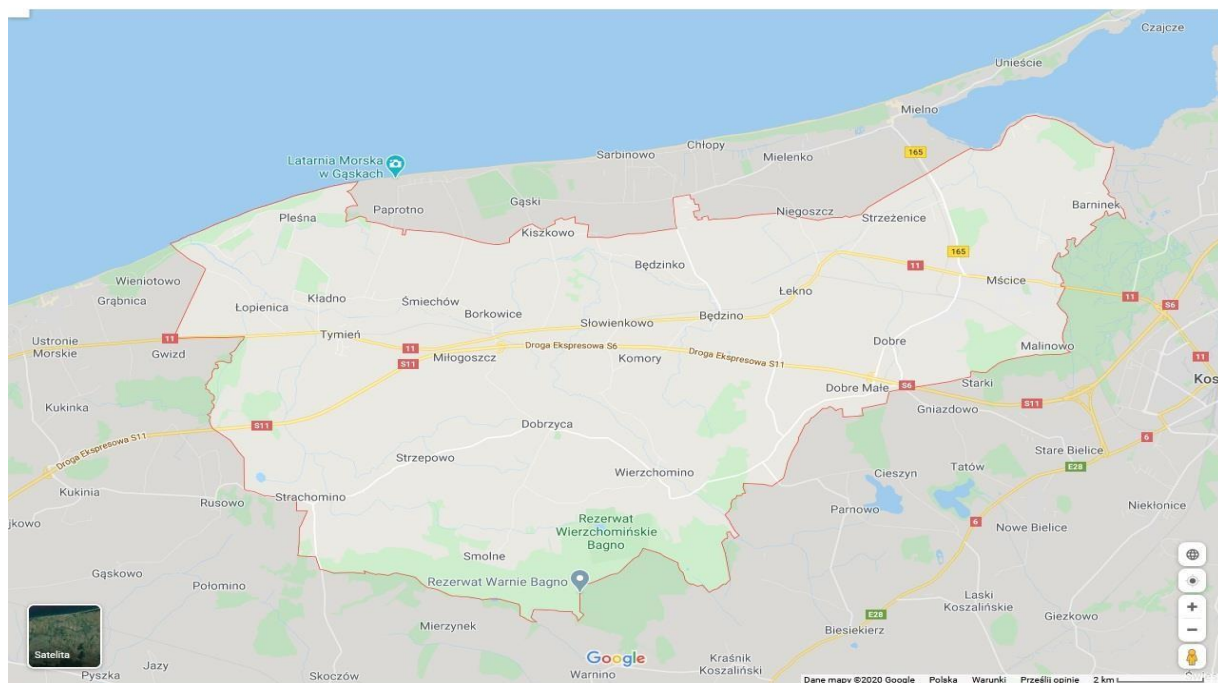 Czajcze
Unieście
Mielno
Chłopy
Sarbinowo
Mielenko
165
Latarnia Morska
w Gąskach
Paprotno
Gąski
Pleśna
Niegoszcz
Strzeżenice
Barninek
Kiszkowo
165
Będzinko
11
Wieniotowo
Grąbnica
Łopienica
Kładno
Śmiechów
Borkowice
Łekno
Mścice
11
S6
Słowienkowo
Będzino
Ustronie
Morskie
11
Gwizd
Tymień
11
S11
Miłogoszcz
Droga Ekspresowa S6
Komory
Droga Ekspresowa S11
Dobre
Malinowo
11
Kos
Dobre Małe
S6
Starki
S11
Gniazdowo
Kukinka
S11
Droga Ekspresowa S11
Dobrzyca
6
Stare Bielice
E28
Strzepowo
Wierzchomino
Cieszyn
Tatów
Kukinia
Rusowo
Strachomino
Parnowo
Niekłonice
jkowo
Rezerwat
Wierzchomińskie
Bagno
6
Nowe Bielice
Smolne
Gąskowo
Połomino
Rezerwat Warnie Bagno
Laski
Koszalińskie
E28
Giezkowo
Mierzynek
Biesiekierz
Satelita
Jazy
Pyszka
Skoczów
Google
Warnino
Kraśnik
Koszaliński
Dane mapy ©2020 Google Polska Warunki Prześlij opinie 2 km